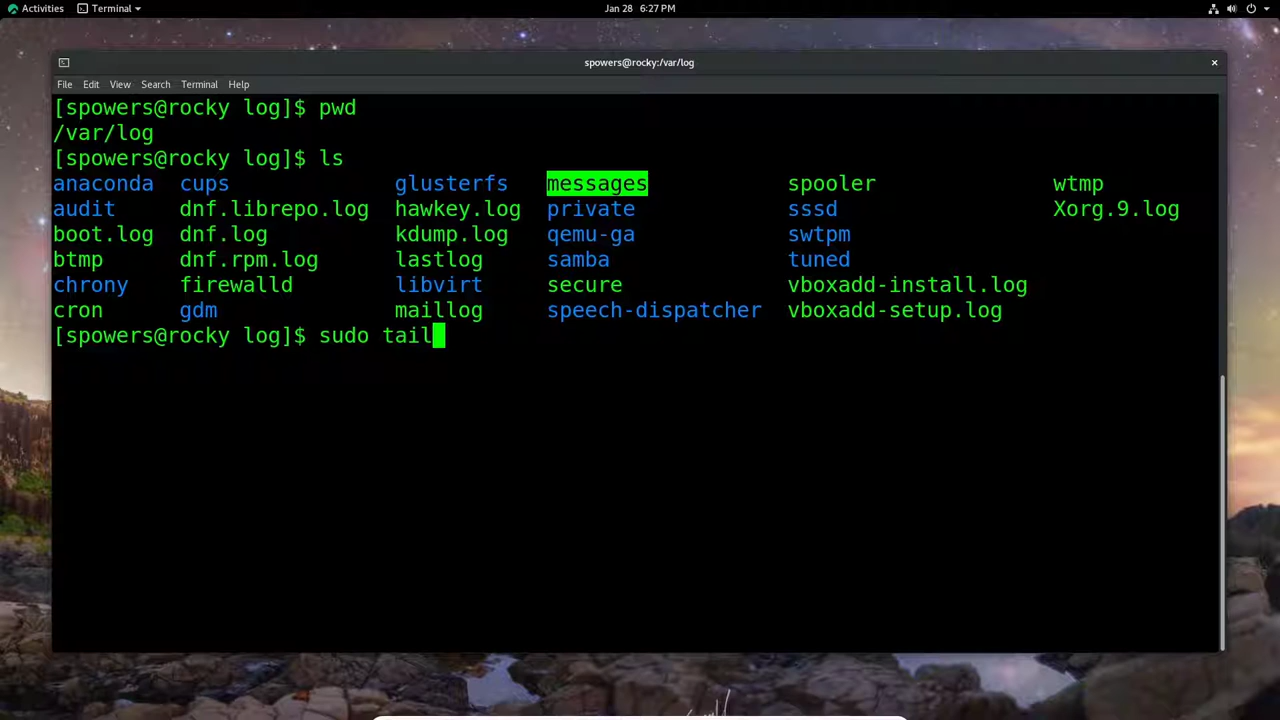 Activities Terminal Jan 28 6:27 PM
spowers@rocky:/var/log
File Edit View Search Terminal Help
[spowers@rocky log]$ pwd
/var/log
[spowers@rocky log]$ ls
anaconda cups glusterfs messages spooler wtmp
audit dnf.librepo.log hawkey.log private sssd Xorg.9.log
boot.log dnf.log kdump.log qemu-ga swtpm
btmp dnf.rpm.log lastlog samba tuned
chrony firewalld libvirt secure vboxadd-install.log
cron gdm maillog speech-dispatcher vboxadd-setup.log
[spowers@rocky log]$ sudo tail